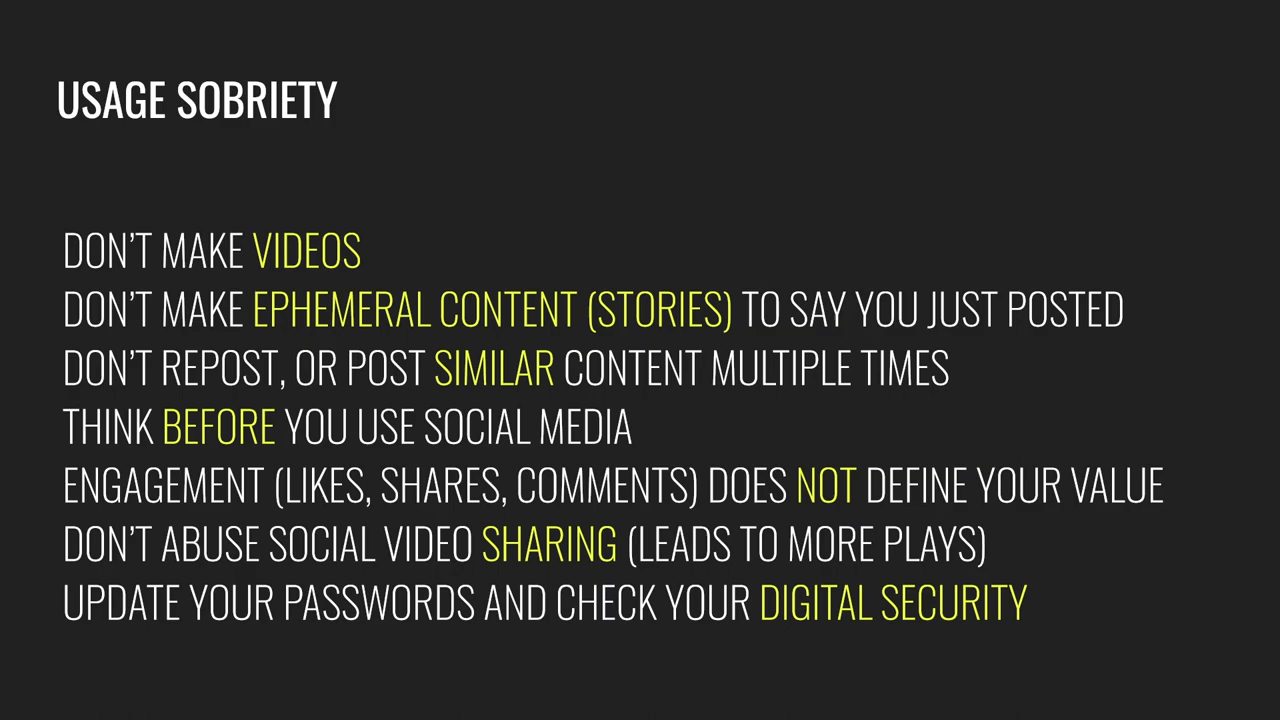 USAGE SOBRIETY
DON’T MAKE VIDEOS
DON’T MAKE EPHEMERAL CONTENT (STORIES) TO SAY YOU JUST POSTED
DON’T REPOST, OR POST SIMILAR CONTENT MULTIPLE TIMES
THINK BEFORE YOU USE SOCIAL MEDIA
ENGAGEMENT (LIKES, SHARES, COMMENTS) DOES NOT DEFINE YOUR VALUE
DON’T ABUSE SOCIAL VIDEO SHARING (LEADS TO MORE PLAYS)
UPDATE YOUR PASSWORDS AND CHECK YOUR DIGITAL SECURITY